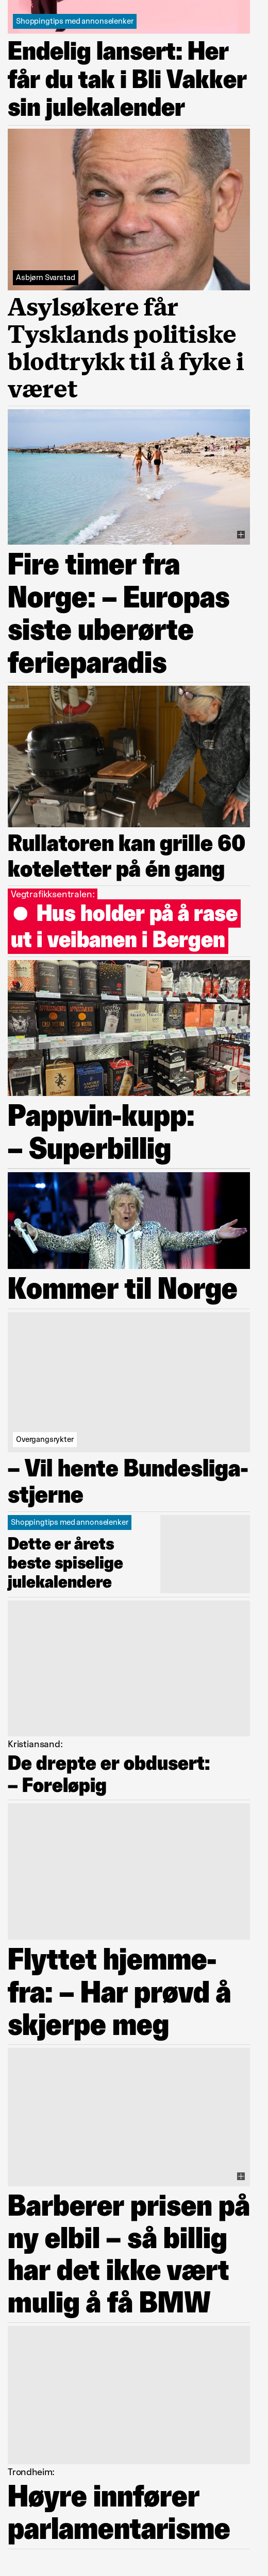 Shoppingtips med annonselenker
Endelig lansert: Her
får du tak i Bli Vakker
sin julekalender
Asbjørn Svarstad
Asylsøkere får
Tysklands politiske
blodtrykk til å fyke i
været
Fire timer fra
Norge: – Europas
siste uberørte
ferieparadis
Rullatoren kan grille 60
koteletter på én gang
Vegtrafikksentralen:
Hus holder på å rase
ut i veibanen i Bergen
Pappvin-kupp:
– Superbillig
Kommer til Norge
Overgangsrykter
– Vil hente Bundesliga-
stjerne
Shoppingtips med annonselenker
Dette er årets
beste spiselige
julekalendere
Kristiansand:
De drepte er obdusert:
– Foreløpig
Flyttet hjemme-
fra: – Har prøvd å
skjerpe meg
Barberer prisen på
ny elbil – så billig
har det ikke vært
mulig å få BMW
Trondheim:
Høyre innfører
parlamentarisme